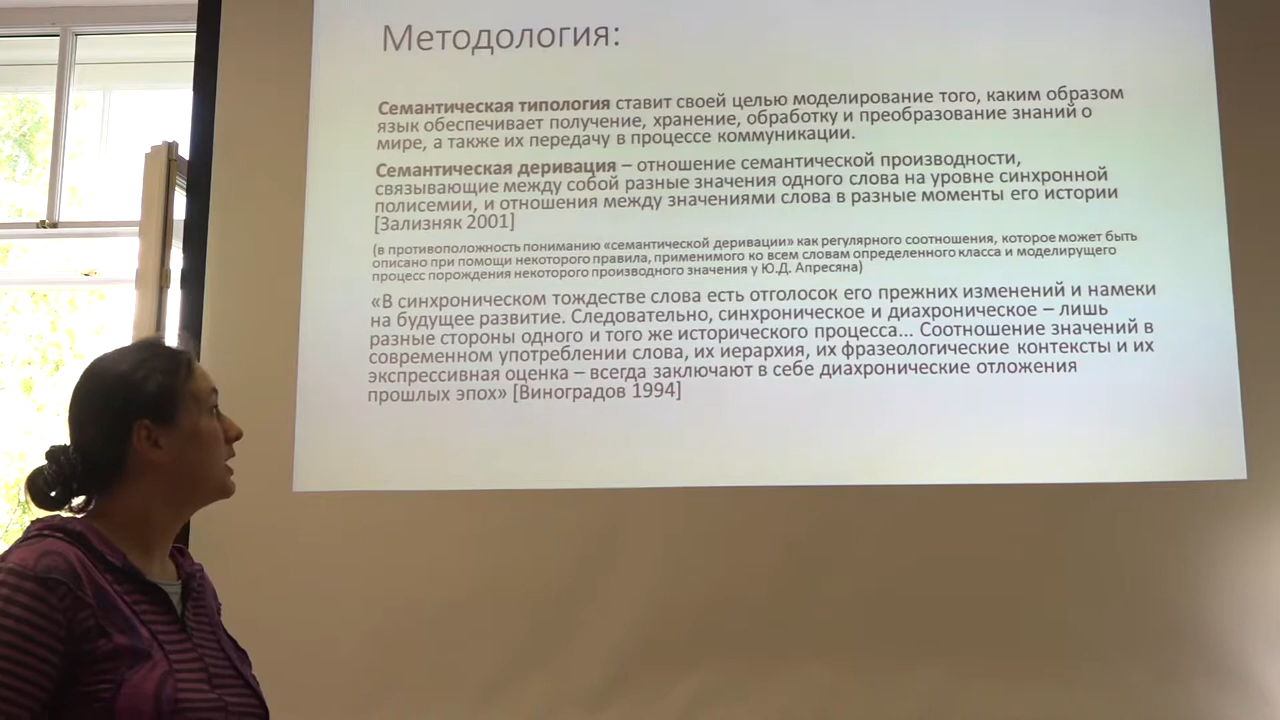 Методология:
Семантическая типология ставит своей целью моделирование того, каким образом
язык обеспечивает получение, хранение, обработку и преобразование знаний о
мире, а также их передачу в процессе коммуникации.
Семантическая деривация – отношение семантической производности,
связывающие между собой разные значения одного слова на уровне синхронной
полисемии, и отношения между значениями слова в разные моменты его истории
[Зализняк 2001]
(в противоположность пониманию «семантической деривации» как регулярного соотношения, которое может быть
описано при помощи некоторого правила, применимого ко всем словам определенного класса и моделирущего
процесс порождения некоторого производного значения у Ю.Д. Апресяна)
«В синхроническом тождестве слова есть отголосок его прежних изменений и намеки
на будущее развитие. Следовательно, синхроническое и диахроническое – лишь
разные стороны одного и того же исторического процесса... Соотношение значений в
современном употреблении слова, их иерархия, их фразеологические контексты и их
экспрессивная оценка – всегда заключают в себе диахронические отложения
прошлых эпох» [Виноградов 1994]